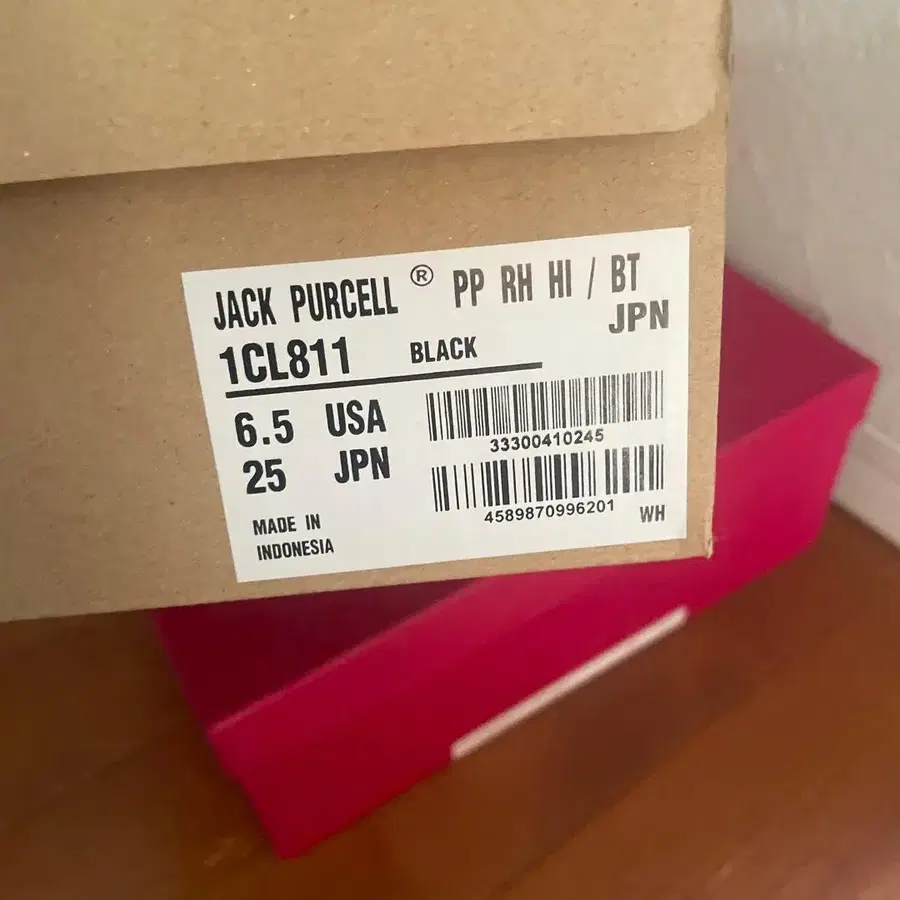 JACK PURCELL ® PP RH HI / BT
JPN
1CL811 BLACK
6.5 USA
25 JPN
33300410245
4589870996201
WH
MADE IN
INDONESIA